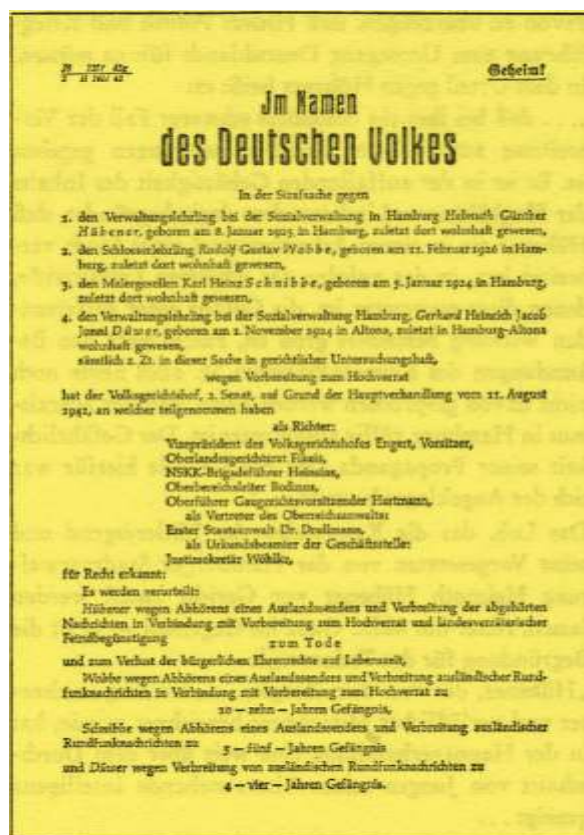 Geheim!
Im Namen
des Deutschen Volkes
In der Strafsache gegen
1. den Verwaltungslehrling bei der Sozialverwaltung in Hamburg Helmuth Günther
Hübener, geboren am 8. Januar 1925 in Hamburg, zuletzt dort wohnhaft gewesen,
2. den Schlosserlehrling Rudolf Gustav Wobbe, geboren am 11. Februar 1926 in Ham-
burg, zuletzt dort wohnhaft gewesen,
3. den Malergesellen Karl Heinz Schnibbe, geboren am 5. Januar 1924 in Hamburg,
zuletzt dort wohnhaft gewesen,
4. den Verwaltungslehrling bei der Sozialverwaltung Hamburg, Gerhard Heinrich Jacob
Jonni Düwer, geboren am 1. November 1924 in Altona, zuletzt in Hamburg-Altona
wohnhaft gewesen,
sämtlich z. Zt. in dieser Sache in gerichtlicher Untersuchungshaft,
wegen Vorbereitung zum Hochverrat
hat der Volksgerichtshof, 2. Senat, auf Grund der Hauptverhandlung vom 11. August
1942, an welcher teilgenommen haben
als Richter:
Vizepräsident des Volksgerichtshofes Engert, Vorsitzer,
Oberlandesgerichtsrat Fikeis,
NSKK-Brigadeführer Heinsius,
Oberbereichsleiter Bodinus,
Oberführer Gaugerichtsvorsitzender Hartmann,
als Vertreter des Oberreichsanwalts:
Erster Staatsanwalt Dr. Drullmann,
als Urkundsbeamter der Geschäftsstelle:
Justizsekretär Wöhlke,
für Recht erkannt:
Es werden verurteilt:
Hübener wegen Abhörens eines Auslandssenders und Verbreitung der abgehörten
Nachrichten in Verbindung mit Vorbereitung zum Hochverrat und landesverräterischer
Feindbegünstigung
zum Tode
und zum Verlust der bürgerlichen Ehrenrechte auf Lebenszeit,
Wobbe wegen Abhörens eines Auslandssenders und Verbreitung ausländischer Rund-
funknachrichten in Verbindung mit Vorbereitung zum Hochverrat zu
10 – zehn – Jahren Gefängnis,
Schnibbe wegen Abhörens eines Auslandssenders und Verbreitung ausländischer
Rundfunknachrichten zu
5 – fünf – Jahren Gefängnis
und Düwer wegen Verbreitung von ausländischen Rundfunknachrichten zu
4 – vier – Jahren Gefängnis.